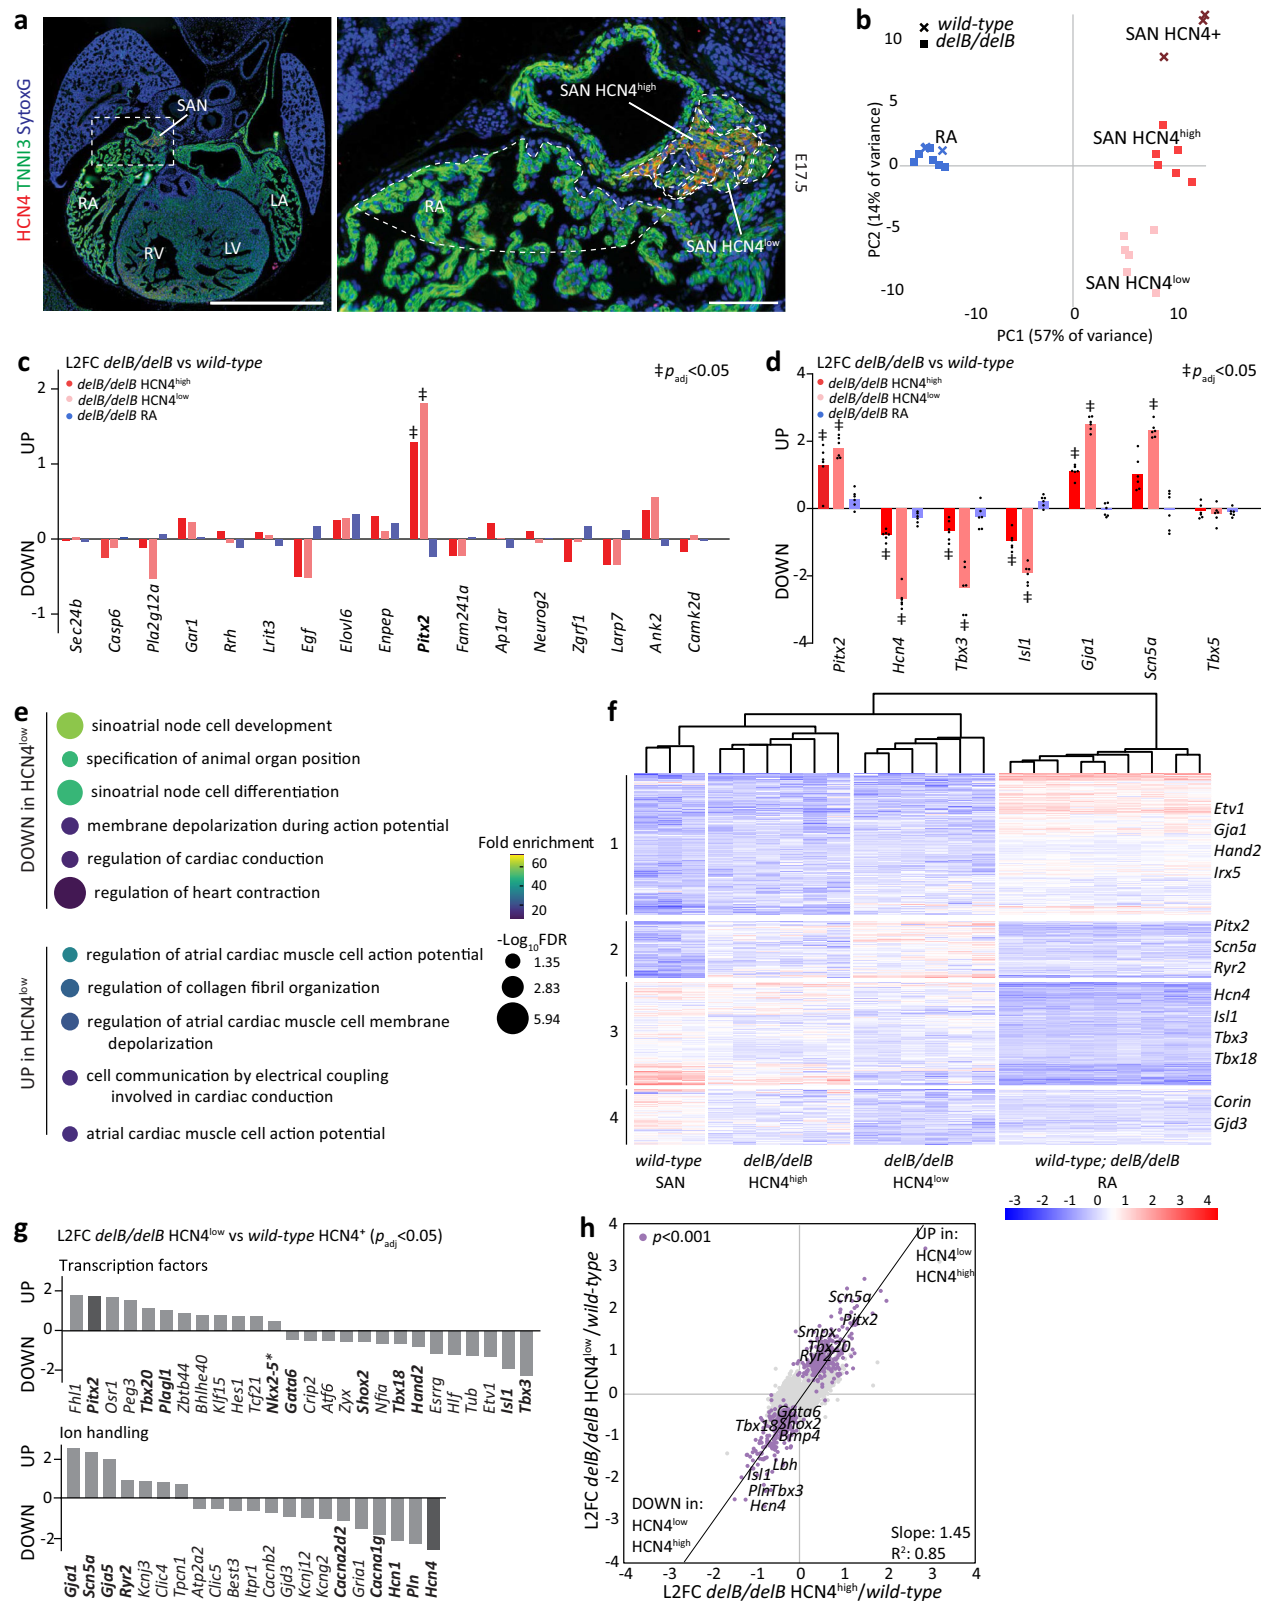 a
HCN4 TNNI3 SytoxG
SAN
RA
LA
RV
LV
SAN HCN4high
RA
SAN HCN4low
E17.5
b
wild-type
delB/delB
SAN HCN4+
SAN HCN4high
SAN HCN4low
RA
10
5
0
-5
-10
PC2 (14% of variance)
-10
0
10
PC1 (57% of variance)
c
L2FC delB/delB vs wild-type
delB/delB HCN4high
delB/delB HCN4low
delB/delB RA
‡padj<0.05
‡
‡
UP
DOWN
2
1
0
-1
Sec24b
Casp6
Pla2g12a
Gar1
Rrh
Lrit3
Egf
Elovl6
Enpep
Pitx2
Fam241a
Ap1ar
Neurog2
Zgrf1
Larp7
Ank2
Camk2d
d
L2FC delB/delB vs wild-type
delB/delB HCN4high
delB/delB HCN4low
delB/delB RA
‡padj<0.05
UP
DOWN
4
2
0
-2
-4
‡ ‡ ‡ ‡ ‡
‡ ‡ ‡ ‡ ‡ ‡
Pitx2
Hcn4
Tbx3
Isl1
Gja1
Scn5a
Tbx5
e
DOWN in HCN4low
sinoatrial node cell development
specification of animal organ position
sinoatrial node cell differentiation
membrane depolarization during action potential
regulation of cardiac conduction
regulation of heart contraction
UP in HCN4low
regulation of atrial cardiac muscle cell action potential
regulation of collagen fibril organization
regulation of atrial cardiac muscle cell membrane
depolarization
cell communication by electrical coupling
involved in cardiac conduction
atrial cardiac muscle cell action potential
Fold enrichment
60
40
20
-Log10FDR
1.35
2.83
5.94
f
1
2
3
4
Etv1
Gja1
Hand2
Irx5
Pitx2
Scn5a
Ryr2
Hcn4
Isl1
Tbx3
Tbx18
Corin
Gjd3
wild-type
SAN
delB/delB
HCN4high
delB/delB
HCN4low
wild-type; delB/delB
RA
-3 -2 -1 0 1 2 3 4
g
L2FC delB/delB HCN4low vs wild-type HCN4+ (padj<0.05)
Transcription factors
UP
DOWN
2
0
-2
Fhl1
Pitx2
Osr1
Peg3
Tbx20
Plagl1
Zbtb44
Bhlhe40
Klf15
Hes1
Tcf21
Nkx2-5*
Gata6
Crip2
Atf6
Zyx
Shox2
Nfia
Tbx18
Hand2
Esrrg
Hlf
Tub
Etv1
Isl1
Tbx3
Ion handling
UP
DOWN
2
0
-2
Gja1
Scn5a
Gja5
Ryr2
Kcnj3
Clic4
Tpcn1
Atp2a2
Clic5
Best3
Itpr1
Cacnb2
Gjd3
Kcnj12
Kcng2
Cacna2d2
Gria1
Cacna1g
Hcn1
Pln
Hcn4
h
p<0.001
UP in:
HCN4low
HCN4high
Scn5a
Pitx2
Smpx
Tbx20
Ryr2
Gata6
Tbx18
Shox2
Bmp4
Lbh
Isl1
Pln
Tbx3
Hcn4
DOWN in:
HCN4low
HCN4high
Slope: 1.45
R2: 0.85
4
3
2
1
0
-1
-2
-3
-4
L2FC delB/delB HCN4low/wild-type
-4 -3 -2 -1 0 1 2 3 4
L2FC delB/delB HCN4high/wild-type